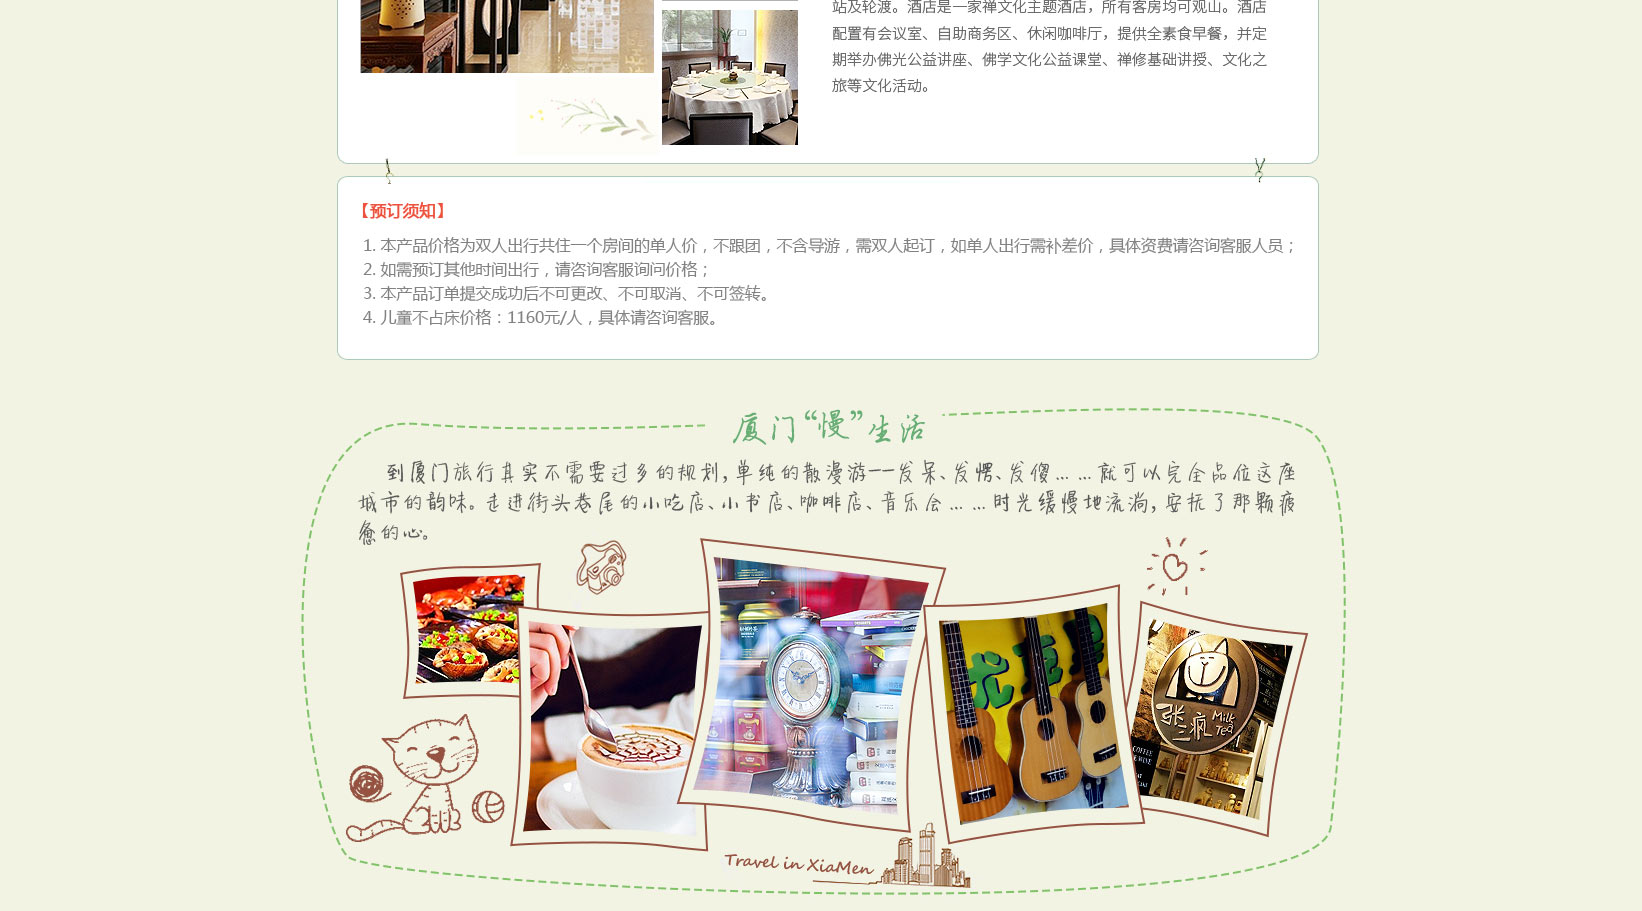 站及轮渡。酒店是一家禅文化主题酒店，所有客房均可观山。酒店
配置有会议室、自助商务区、休闲咖啡厅，提供全素食早餐，并定
期举办佛光公益讲座、佛学文化公益课堂、禅修基础讲授、文化之
旅等文化活动。
【预订须知】
1. 本产品价格为双人出行共住一个房间的单人价，不跟团，不含导游，需双人起订，如单人出行需补差价，具体资费请咨询客服人员；
2. 如需预订其他时间出行，请咨询客服询问价格；
3. 本产品订单提交成功后不可更改、不可取消、不可签转。
4. 儿童不占床价格：1160元/人，具体请咨询客服。
厦门“慢”生活
到厦门旅行其实不需要过多的规划，单纯的散漫游——发呆、发愣、发傻……就可以完全品位这座
城市的韵味。走进街头巷尾的小吃店、小书店、咖啡店、音乐会……时光缓慢地流淌，安抚了那颗疲
惫的心。
尤克
张三疯
Milk
Tea
COFFEE
Travel in XiaMen